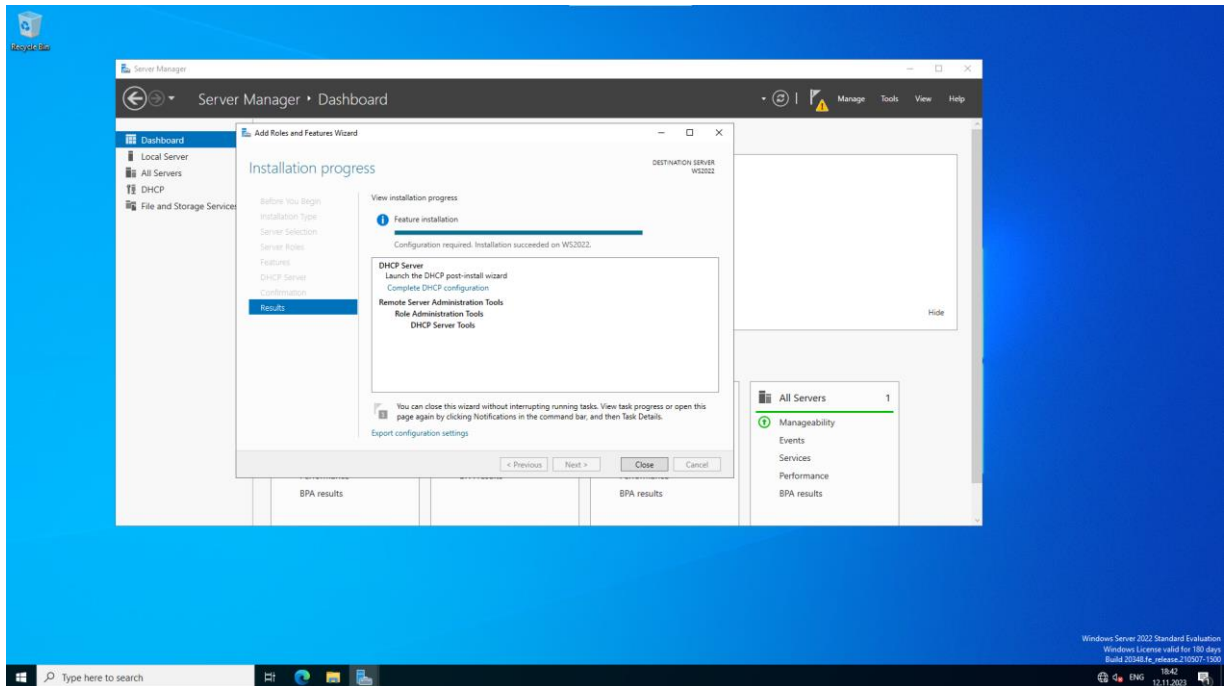 Recycle Bin
Server Manager
Server Manager ‣ Dashboard
Manage Tools View Help
Dashboard
Local Server
All Servers
DHCP
File and Storage Services
Add Roles and Features Wizard
Installation progress
DESTINATION SERVER
WS2022
Before You Begin
Installation Type
Server Selection
Server Roles
Features
DHCP Server
Confirmation
Results
View installation progress
Feature installation
Configuration required. Installation succeeded on WS2022.
DHCP Server
Launch the DHCP post-install wizard
Complete DHCP configuration
Remote Server Administration Tools
Role Administration Tools
DHCP Server Tools
You can close this wizard without interrupting running tasks. View task progress or open this
page again by clicking Notifications in the command bar, and then Task Details.
Export configuration settings
< Previous Next > Close Cancel
Hide
All Servers 1
Manageability
Events
Services
Performance
BPA results
BPA results
BPA results
Windows Server 2022 Standard Evaluation
Windows License valid for 180 days
Build 20348.fe_release.210507-1500
Type here to search
ENG
18:42
12.11.2023
1